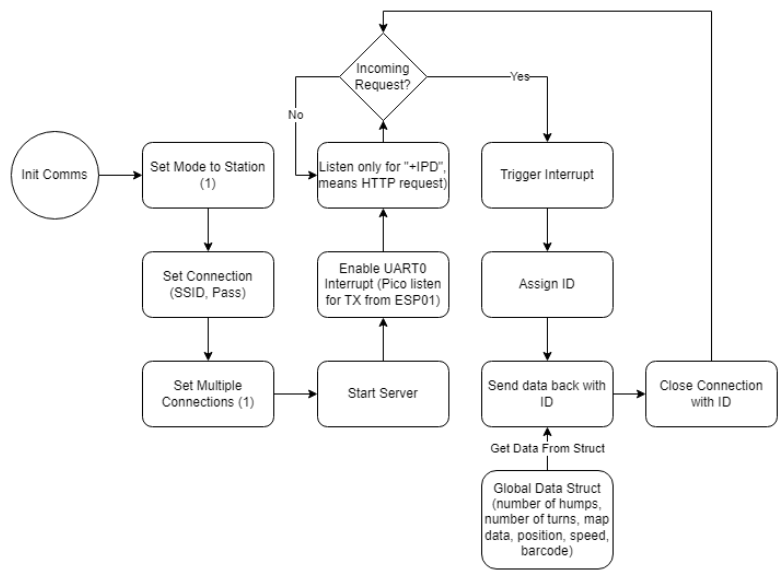 Init Comms
Set Mode to Station
(1)
Set Connection
(SSID, Pass)
Set Multiple
Connections (1)
Start Server
Enable UART0
Interrupt (Pico listen
for TX from ESP01)
Listen only for "+IPD",
means HTTP request)
Incoming
Request?
No
Yes
Trigger Interrupt
Assign ID
Send data back with
ID
Get Data From Struct
Global Data Struct
(number of humps,
number of turns, map
data, position, speed,
barcode)
Close Connection
with ID